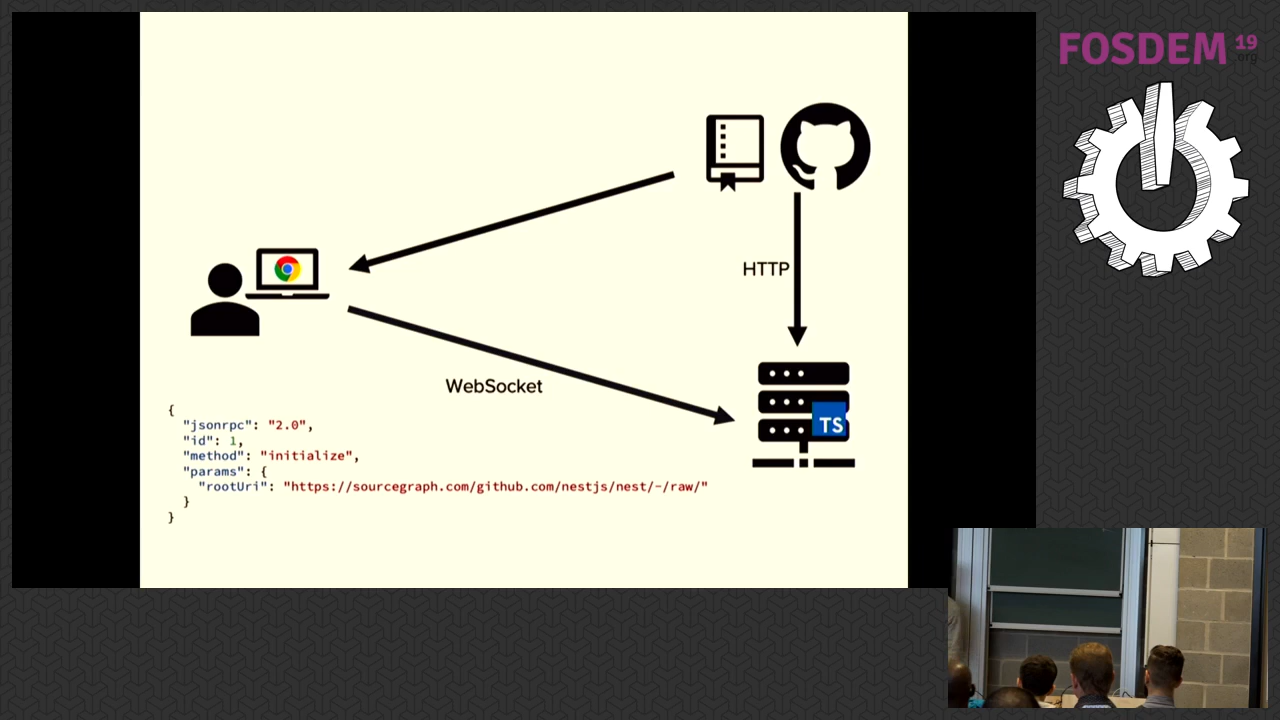 FOSDEM 19
.org
HTTP
WebSocket
TS
{
"jsonrpc": "2.0",
"id": 1,
"method": "initialize",
"params": {
"rootUri": "https://sourcegraph.com/github.com/nestjs/nest/-/raw/"
}
}